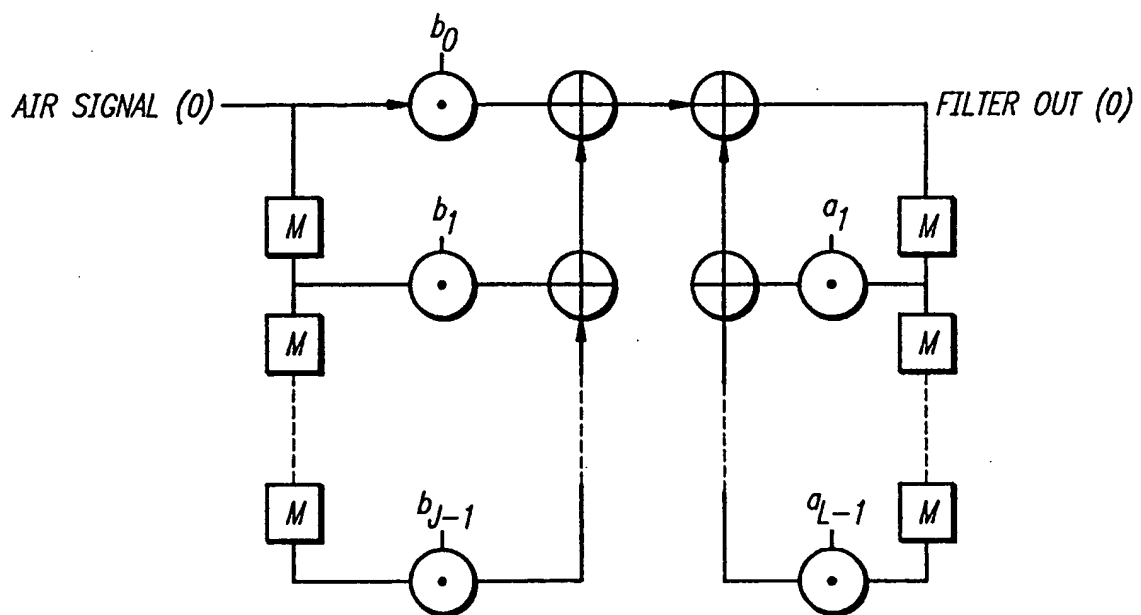 b0
AIR SIGNAL (0)
FILTER OUT (0)
M
b1
a1
M
M
M
M
bJ-1
aL-1
M